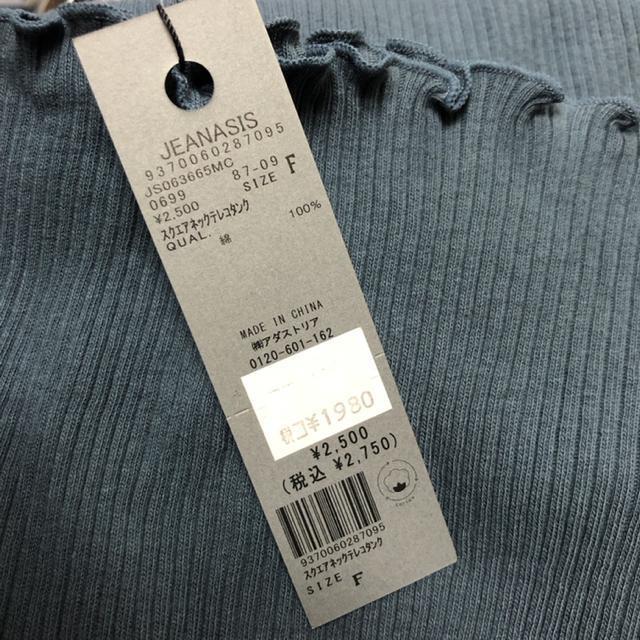 JEANASIS
9370060287095
JS063665MC
0699 87-09
¥2,500 SIZE F
スクエアネックテレコタンク
QUAL. 綿 100%
MADE IN CHINA
㈱アダストリア
0120-601-162
税コ¥1980
¥2,500
(税込 ¥2,750)
9370060287095
スクエアネックテレコタンク
SIZE F